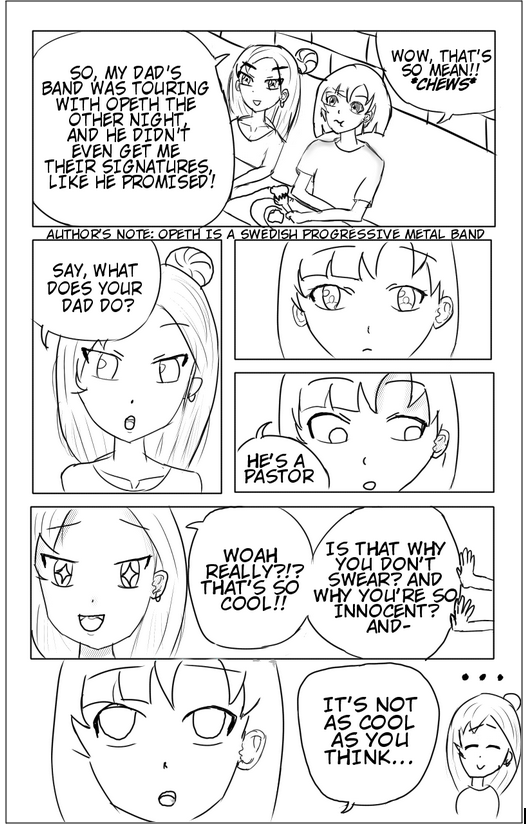 SO, MY DAD'S
BAND WAS TOURING
WITH OPETH THE
OTHER NIGHT,
AND HE DIDN'T
EVEN GET ME
THEIR SIGNATURES,
LIKE HE PROMISED!
WOW, THAT'S
SO MEAN!!
*CHEWS*
AUTHOR'S NOTE: OPETH IS A SWEDISH PROGRESSIVE METAL BAND
SAY, WHAT
DOES YOUR
DAD DO?
HE'S A
PASTOR
WOAH
REALLY?!?
THAT'S SO
COOL!!
IS THAT WHY
YOU DON'T
SWEAR? AND
WHY YOU'RE SO
INNOCENT?
AND-
IT'S NOT
AS COOL
AS YOU
THINK...
...